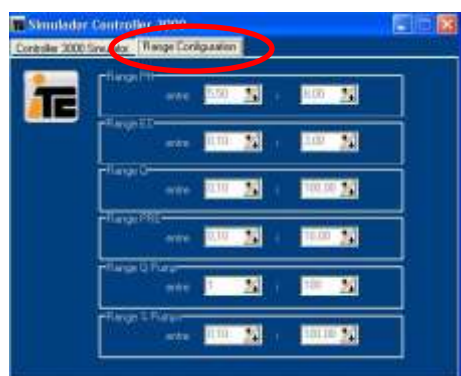 Simulador Controller 3000
Controller 3000 Simulator Range Configuration
iTC
Range PH
entre 5,50 : 8,00
Range EC
entre 0,10 : 3,00
Range Q
entre 0,10 : 100,00
Range PRE
entre 0,10 : 10,00
Range Q Pump
entre 1 : 100
Range S Pump
entre 0,10 : 100,00